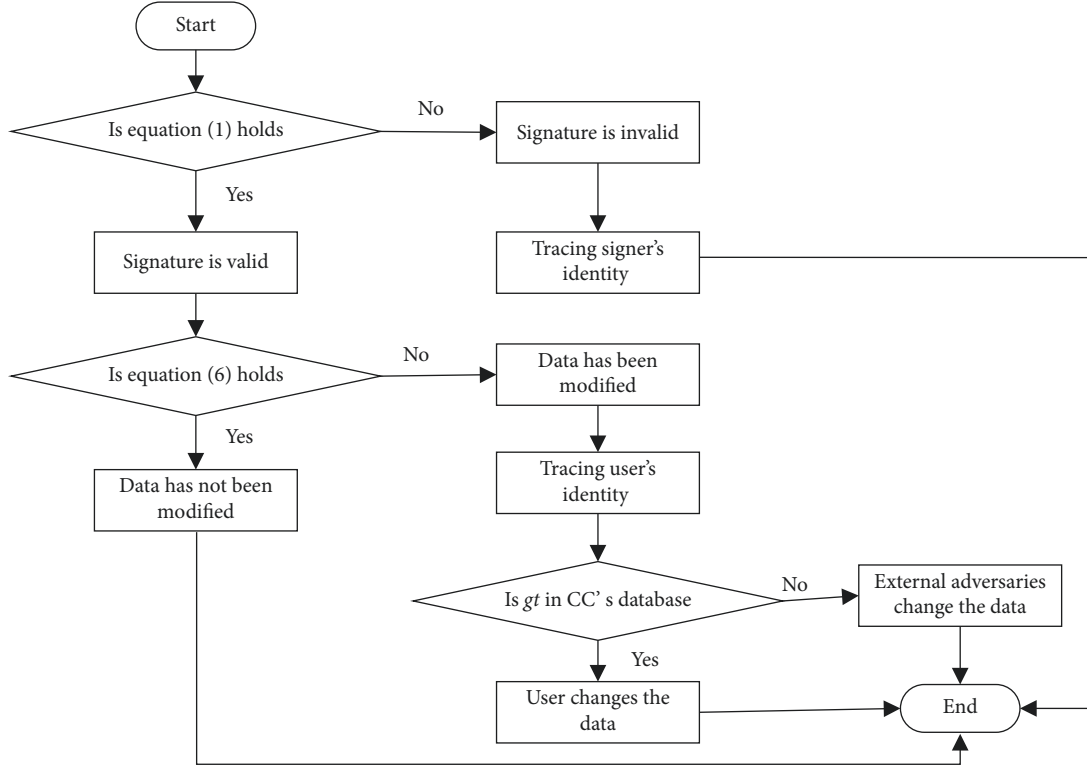 Start
Is equation (1) holds
No
Signature is invalid
Yes
Tracing signer's
identity
Signature is valid
Is equation (6) holds
No
Data has been
modified
Yes
Tracing user's
identity
Data has not been
modified
Is gt in CC' s database
No
External adversaries
change the data
Yes
User changes the
data
End